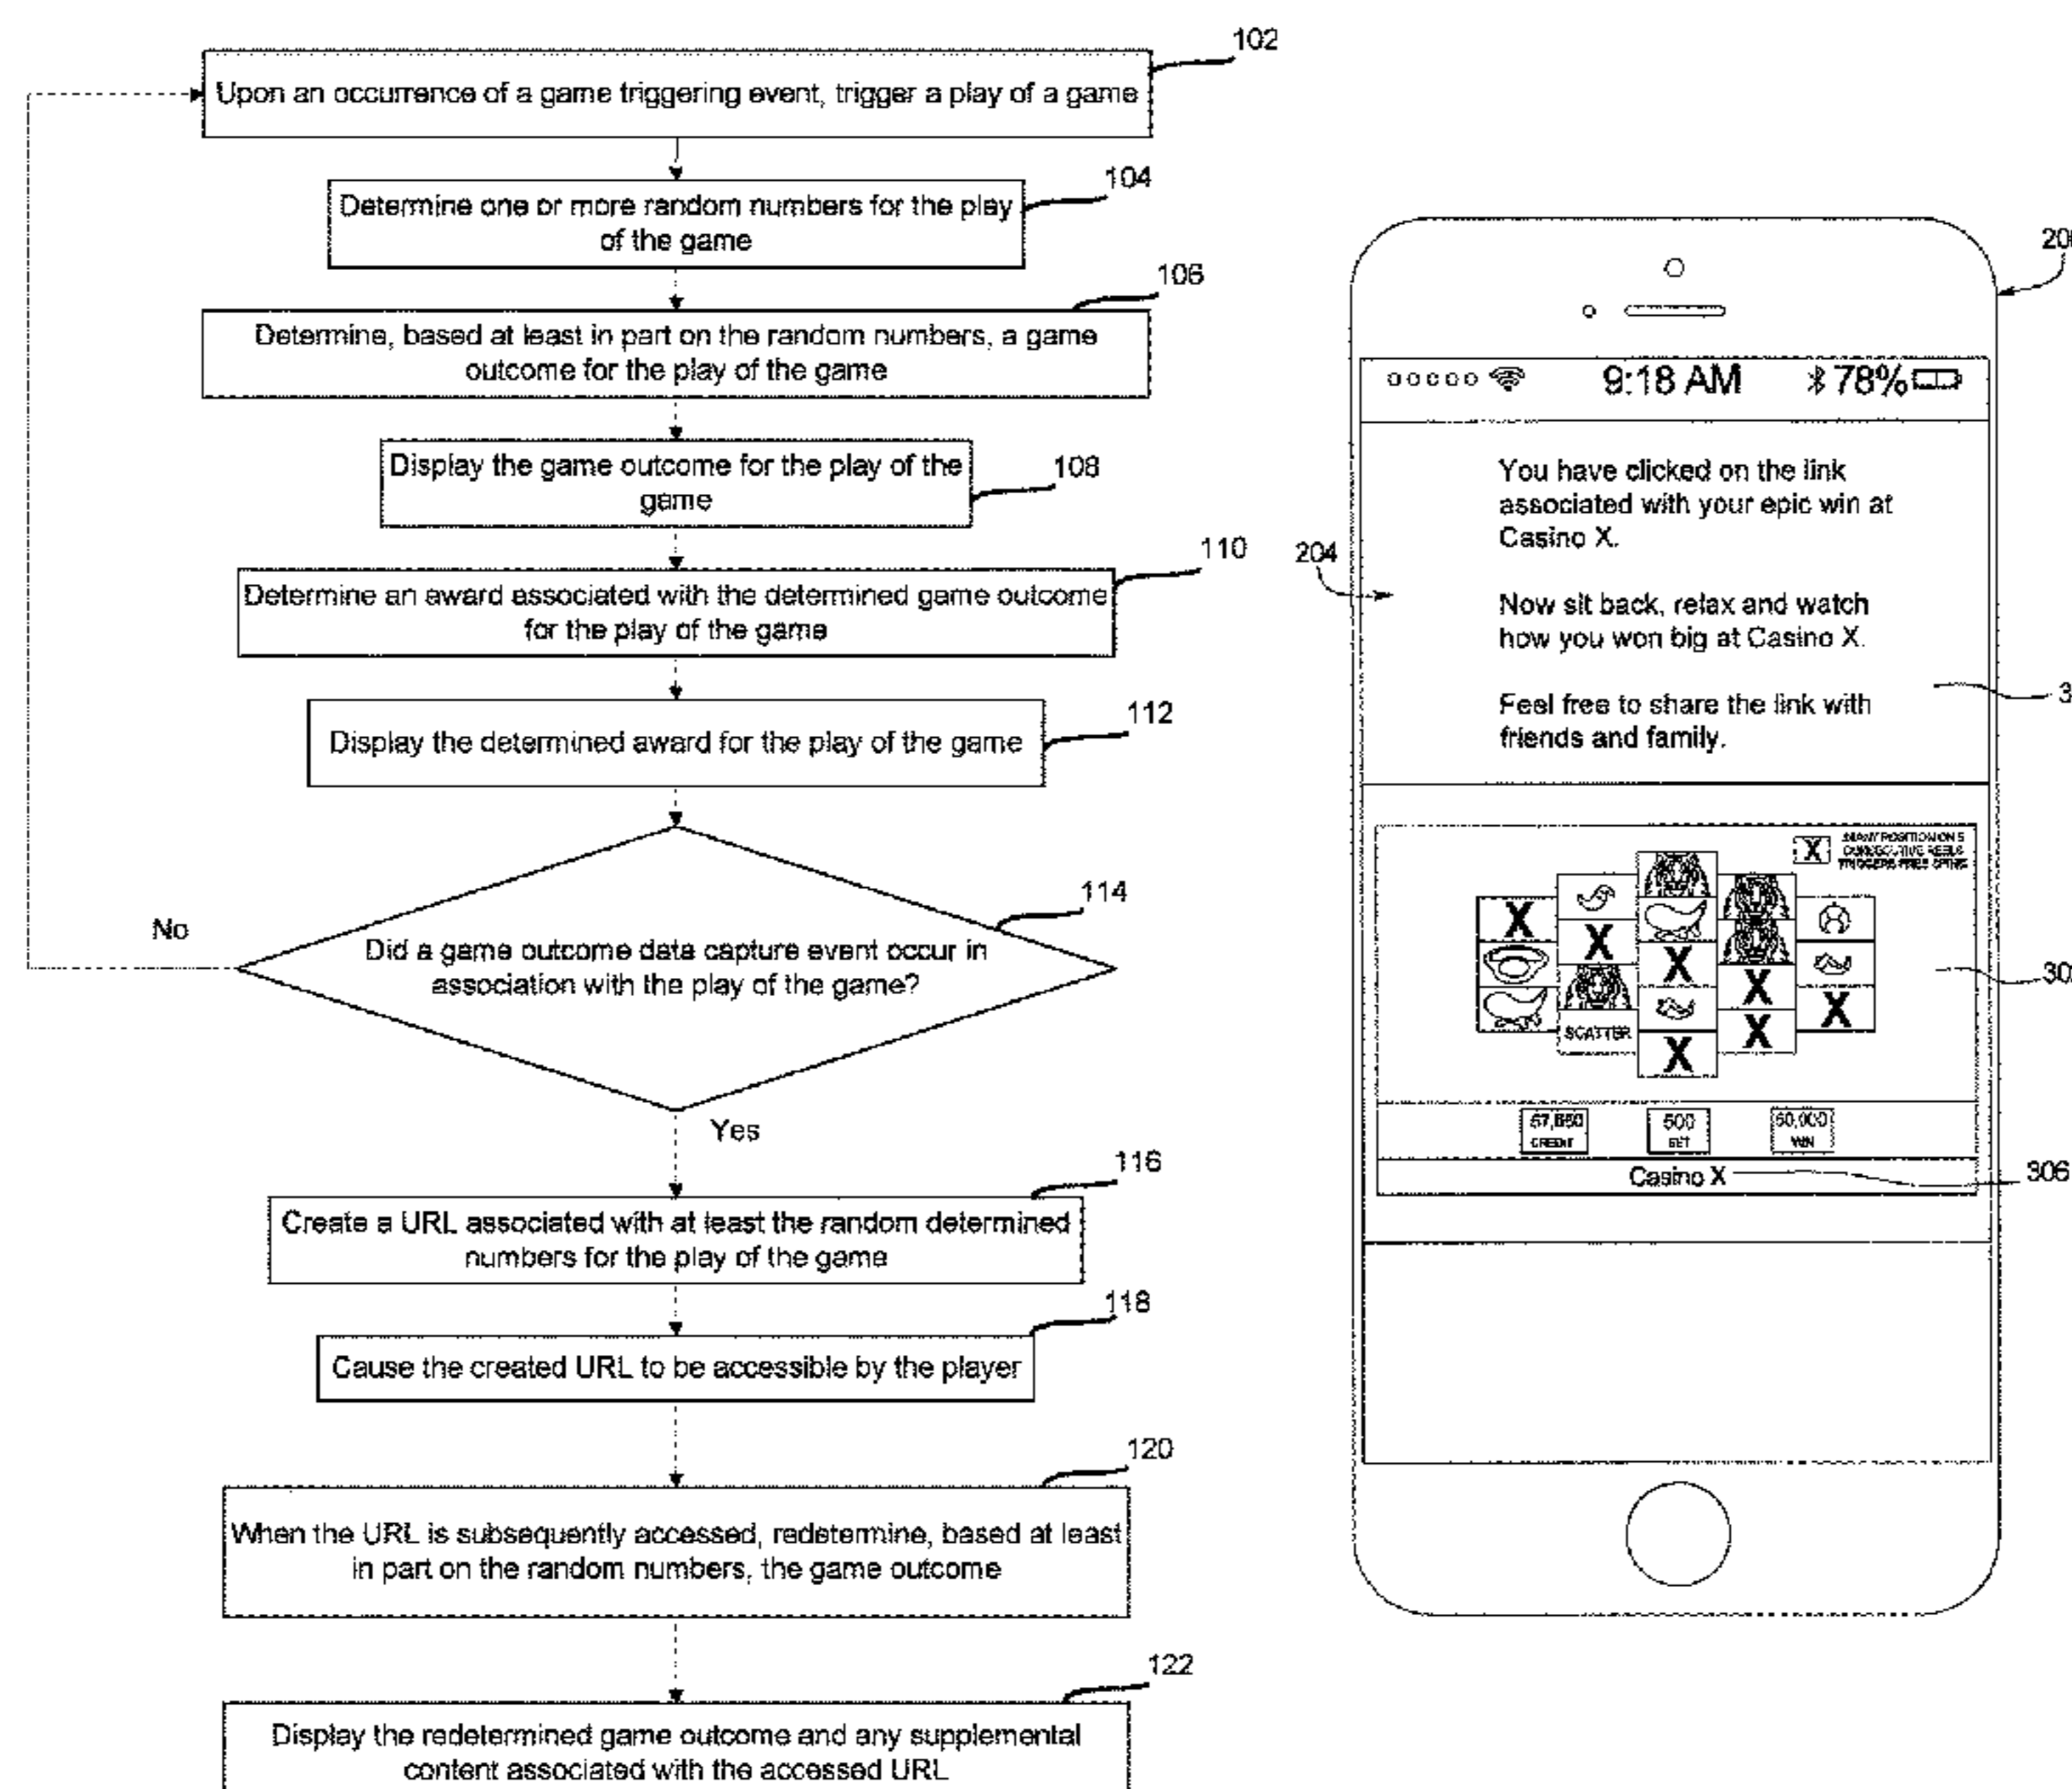 102
Upon an occurrence of a game triggering event, trigger a play of a game
104
Determine one or more random numbers for the play
of the game
106
Determine, based at least in part on the random numbers, a game
outcome for the play of the game
108
Display the game outcome for the play of the
game
110
Determine an award associated with the determined game outcome
for the play of the game
112
Display the determined award for the play of the game
114
No
Did a game outcome data capture event occur in
association with the play of the game?
Yes
116
Create a URL associated with at least the random determined
numbers for the play of the game
118
Cause the created URL to be accessible by the player
120
When the URL is subsequently accessed, redetermine, based at least
in part on the random numbers, the game outcome
122
Display the redetermined game outcome and any supplemental
content associated with the accessed URL
9:18 AM
78%
You have clicked on the link
associated with your epic win at
Casino X.
204
Now sit back, relax and watch
how you won big at Casino X.
Feel free to share the link with
friends and family.
X
X
X
X
X
X
SCATTER
X
X
CREDIT
500
BET
WIN
Casino X
306